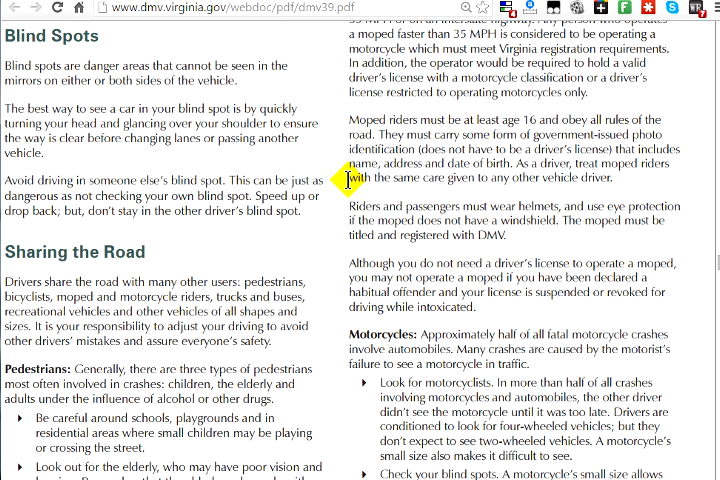 www.dmv.virginia.gov/webdoc/pdf/dmv39.pdf
Blind Spots
Blind spots are danger areas that cannot be seen in the
mirrors on either or both sides of the vehicle.
The best way to see a car in your blind spot is by quickly
turning your head and glancing over your shoulder to ensure
the way is clear before changing lanes or passing another
vehicle.
Avoid driving in someone else's blind spot. This can be just as
dangerous as not checking your own blind spot. Speed up or
drop back; but, don't stay in the other driver's blind spot.
Sharing the Road
Drivers share the road with many other users: pedestrians,
bicyclists, moped and motorcycle riders, trucks and buses,
recreational vehicles and other vehicles of all shapes and
sizes. It is your responsibility to adjust your driving to avoid
other drivers' mistakes and assure everyone's safety.
Pedestrians: Generally, there are three types of pedestrians
most often involved in crashes: children, the elderly and
adults under the influence of alcohol or other drugs.
Be careful around schools, playgrounds and in
residential areas where small children may be playing
or crossing the street.
Look out for the elderly, who may have poor vision and
35 MPH or on an interstate highway. Any person who operates
a moped faster than 35 MPH is considered to be operating a
motorcycle which must meet Virginia registration requirements.
In addition, the operator would be required to hold a valid
driver's license with a motorcycle classification or a driver's
license restricted to operating motorcycles only.
Moped riders must be at least age 16 and obey all rules of the
road. They must carry some form of government-issued photo
identification (does not have to be a driver's license) that includes
name, address and date of birth. As a driver, treat moped riders
with the same care given to any other vehicle driver.
Riders and passengers must wear helmets, and use eye protection
if the moped does not have a windshield. The moped must be
titled and registered with DMV.
Although you do not need a driver's license to operate a moped,
you may not operate a moped if you have been declared a
habitual offender and your license is suspended or revoked for
driving while intoxicated.
Motorcycles: Approximately half of all fatal motorcycle crashes
involve automobiles. Many crashes are caused by the motorist's
failure to see a motorcycle in traffic.
Look for motorcyclists. In more than half of all crashes
involving motorcycles and automobiles, the other driver
didn't see the motorcycle until it was too late. Drivers are
conditioned to look for four-wheeled vehicles; but they
don't expect to see two-wheeled vehicles. A motorcycle's
small size also makes it difficult to see.
Check your blind spots. A motorcycle's small size allows